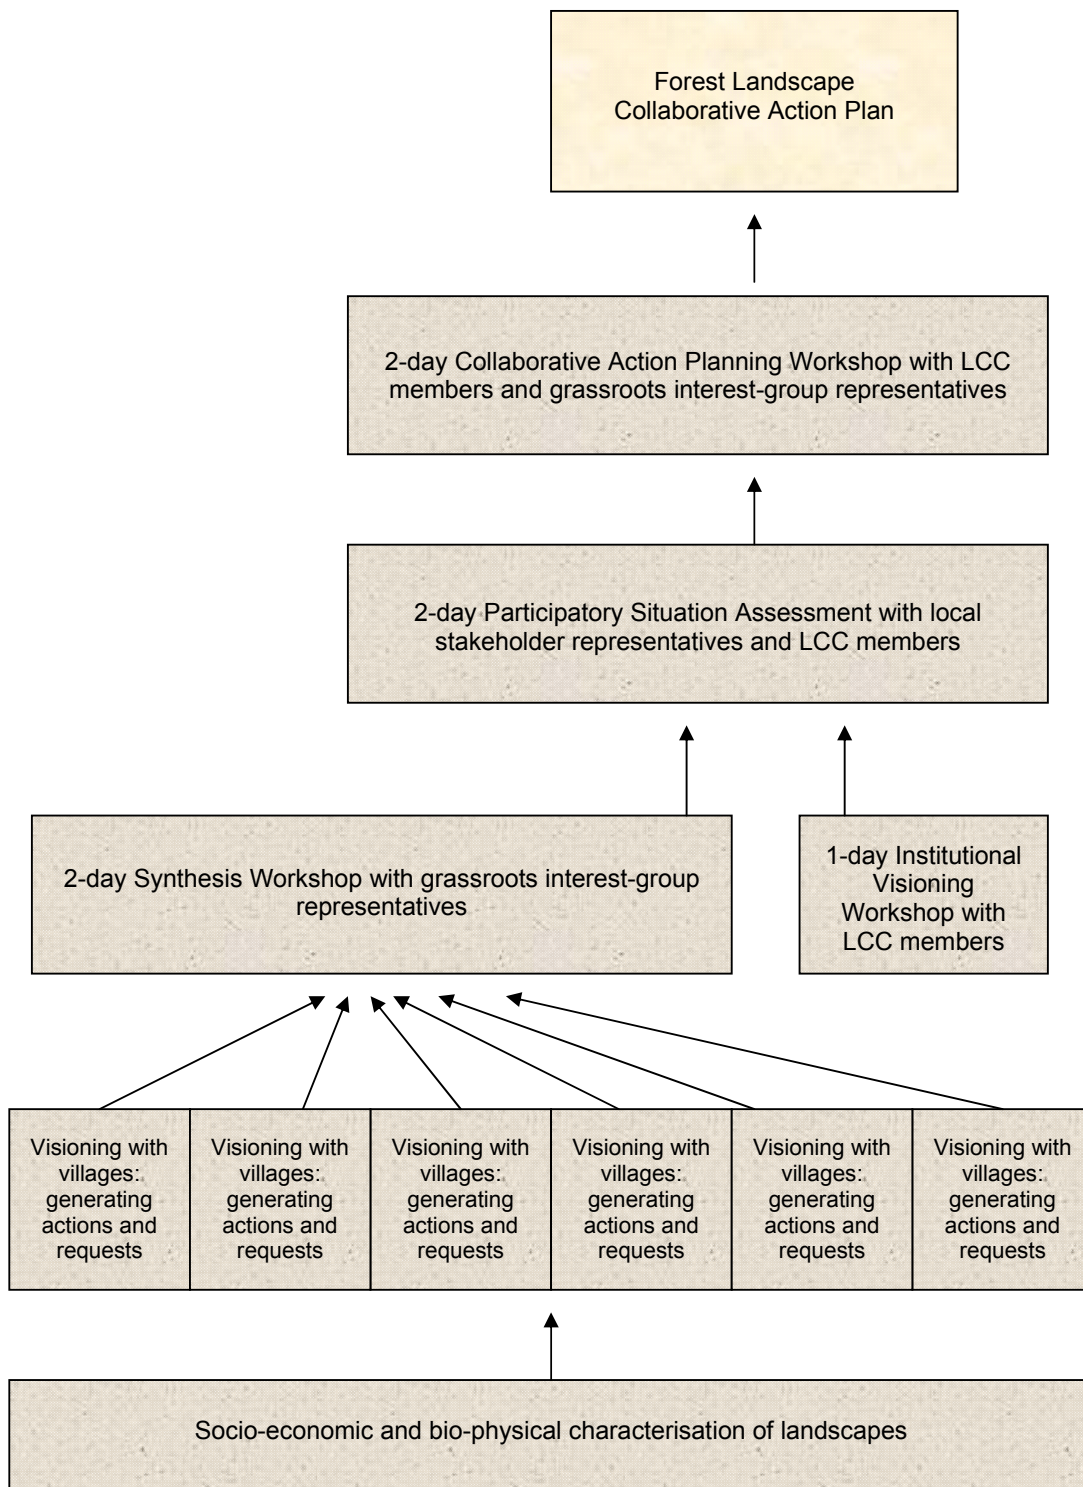 Forest Landscape
Collaborative Action Plan
2-day Collaborative Action Planning Workshop with LCC
members and grassroots interest-group representatives
2-day Participatory Situation Assessment with local
stakeholder representatives and LCC members
2-day Synthesis Workshop with grassroots interest-group
representatives
1-day Institutional
Visioning
Workshop with
LCC members
Visioning with
villages:
generating
actions and
requests
Visioning with
villages:
generating
actions and
requests
Visioning with
villages:
generating
actions and
requests
Visioning with
villages:
generating
actions and
requests
Visioning with
villages:
generating
actions and
requests
Visioning with
villages:
generating
actions and
requests
Socio-economic and bio-physical characterisation of landscapes